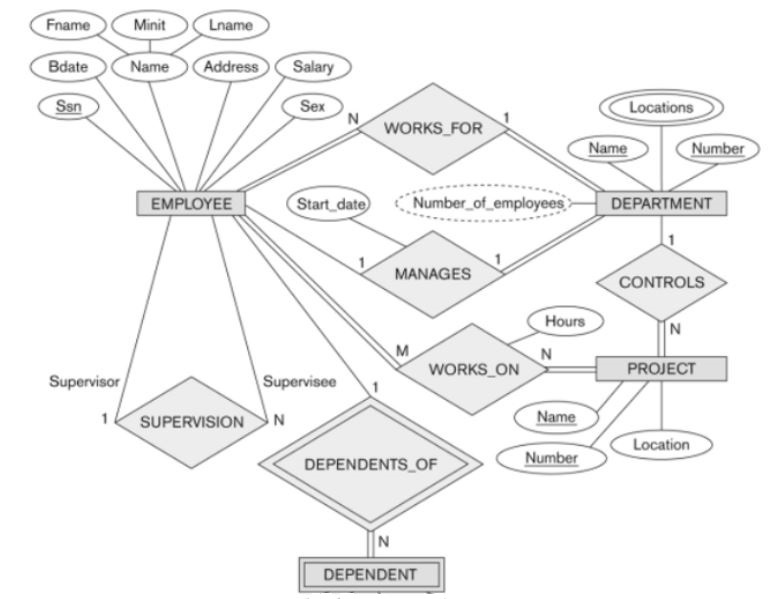 Fname
Minit
Lname
Bdate
Name
Address
Salary
Ssn
Sex
N
WORKS_FOR
1
Locations
Name
Number
EMPLOYEE
Start_date
Number_of_employees
DEPARTMENT
1
MANAGES
1
1
CONTROLS
N
Hours
M
WORKS_ON
N
PROJECT
Supervisor
Supervisee
1
SUPERVISION
N
1
Name
Number
Location
DEPENDENTS_OF
N
DEPENDENT